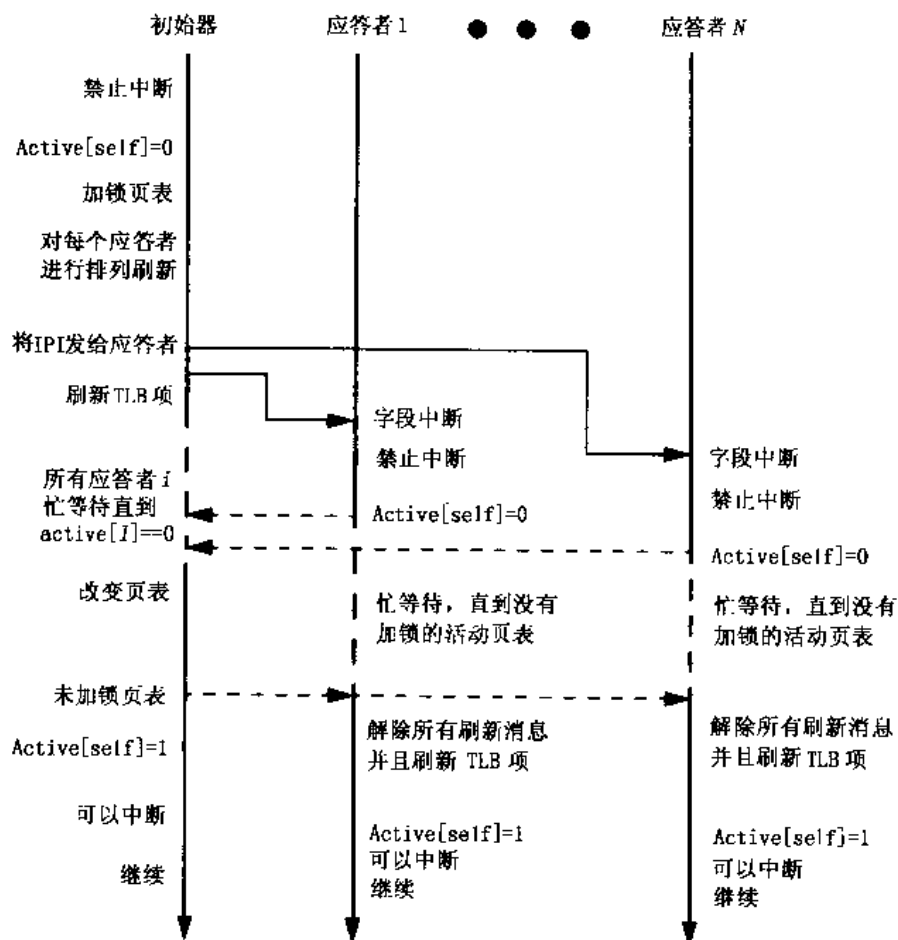 初始器
应答者 1
应答者 N
禁止中断
Active[self]=0
加锁页表
对每个应答者
进行排列刷新
将IPI发给应答者
刷新 TLB 项
字段中断
禁止中断
字段中断
禁止中断
所有应答者 i
忙等待直到
active[I]==0
Active[self]=0
Active[self]=0
改变页表
忙等待，直到没有
加锁的活动页表
忙等待，直到没有
加锁的活动页表
未加锁页表
Active[self]=1
解除所有刷新消息
并且刷新 TLB 项
解除所有刷新消息
并且刷新 TLB 项
可以中断
继续
Active[self]=1
可以中断
继续
Active[self}=1
可以中断
继续